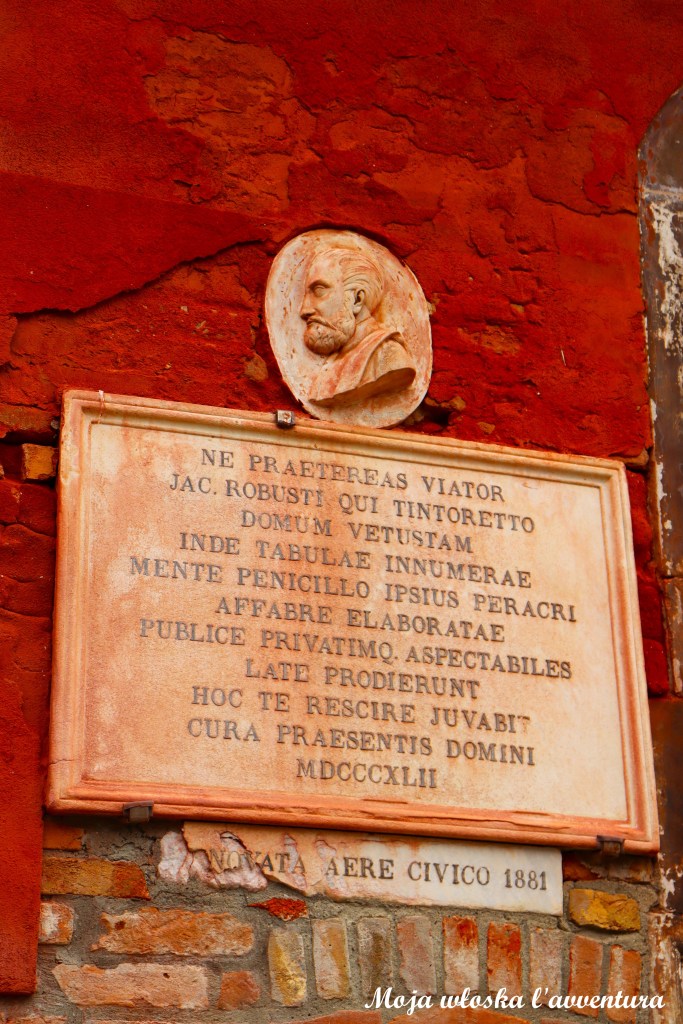 NE PRAETEREAS VIATOR
JAC. ROBUSTI QUI TINTORETTO
DOMUM VETUSTAM
INDE TABULAE INNUMERAE
MENTE PENICILLO IPSIUS PERACRI
AFFABRE ELABORATAE
PUBLICE PRIVATIMQ. ASPECTABILES
LATE PRODIERUNT
HOC TE RESCIRE JUVABIT
CURA PRAESENTIS DOMINI
MDCCCXLII
NOVATA AERE CIVICO 1881
Moja włoska l'avventura